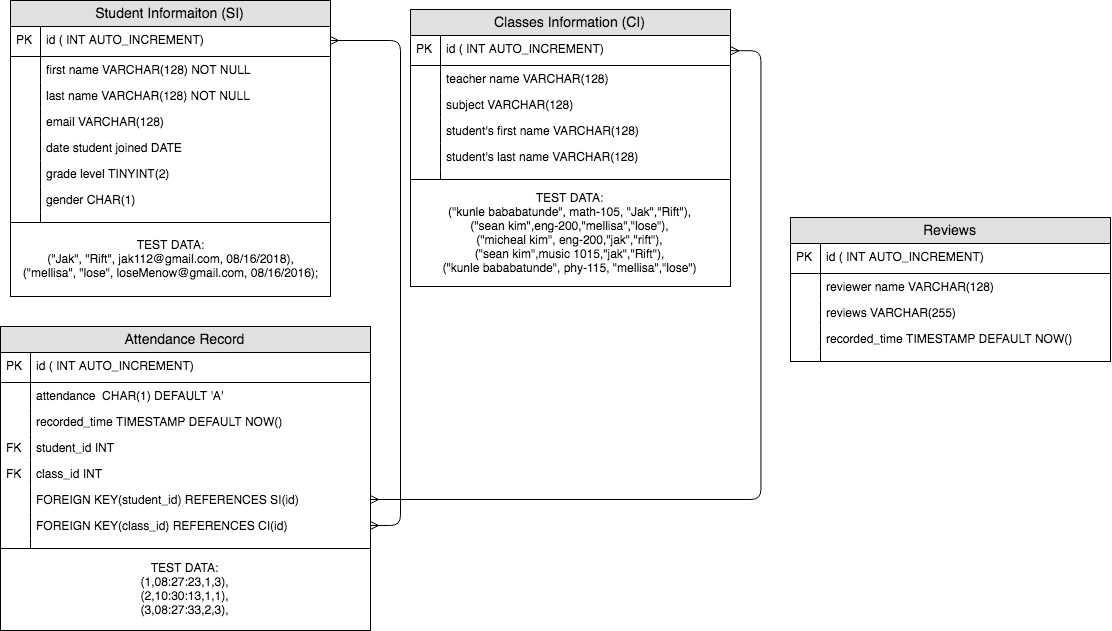 Student Informaiton (SI)
PK id ( INT AUTO_INCREMENT)
first name VARCHAR(128) NOT NULL
last name VARCHAR(128) NOT NULL
email VARCHAR(128)
date student joined DATE
grade level TINYINT(2)
gender CHAR(1)
TEST DATA:
("Jak", "Rift", jak112@gmail.com, 08/16/2018),
("mellisa", "lose", loseMenow@gmail.com, 08/16/2016);
Classes Information (CI)
PK id ( INT AUTO_INCREMENT)
teacher name VARCHAR(128)
subject VARCHAR(128)
student's first name VARCHAR(128)
student's last name VARCHAR(128)
TEST DATA:
("kunle bababatunde", math-105, "Jak","Rift"),
("sean kim",eng-200,"mellisa","lose"),
("micheal kim", eng-200,"jak","rift"),
("sean kim",music 1015,"jak","Rift"),
("kunle bababatunde", phy-115, "mellisa","lose")
Reviews
PK id ( INT AUTO_INCREMENT)
reviewer name VARCHAR(128)
reviews VARCHAR(255)
recorded_time TIMESTAMP DEFAULT NOW()
Attendance Record
PK id ( INT AUTO_INCREMENT)
attendance CHAR(1) DEFAULT 'A'
recorded_time TIMESTAMP DEFAULT NOW()
FK student_id INT
FK class_id INT
FOREIGN KEY(student_id) REFERENCES SI(id)
FOREIGN KEY(class_id) REFERENCES CI(id)
TEST DATA:
(1,08:27:23,1,3),
(2,10:30:13,1,1),
(3,08:27:33,2,3),